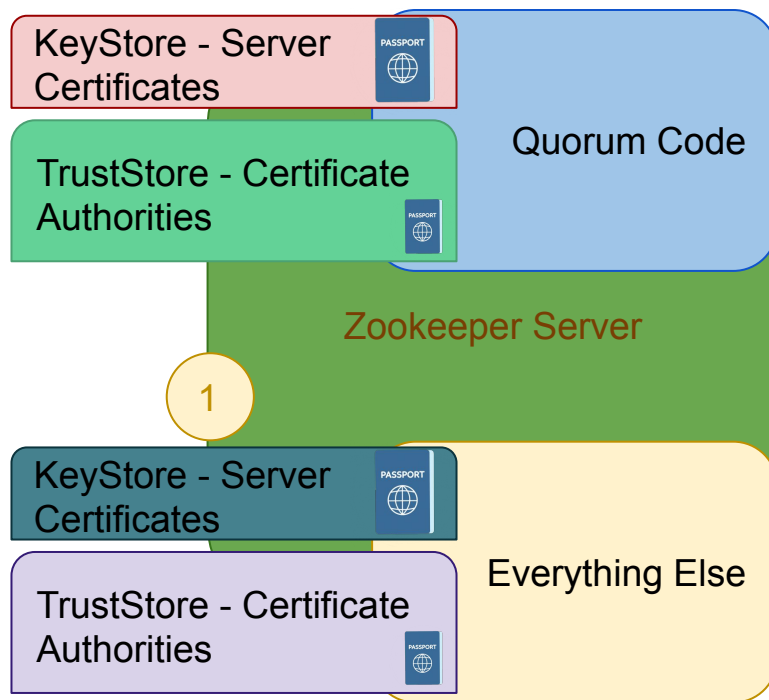 KeyStore - Server
Certificates
PASSPORT
Quorum Code
TrustStore - Certificate
Authorities
PASSPORT
Zookeeper Server
1
KeyStore - Server
Certificates
PASSPORT
Everything Else
TrustStore - Certificate
Authorities
PASSPORT